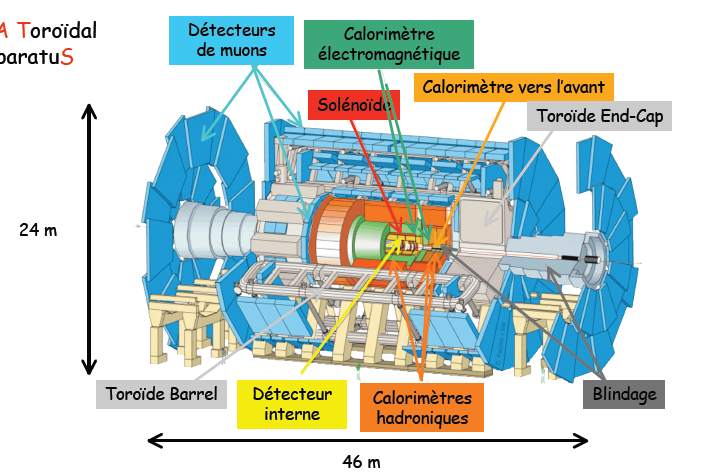 A Toroïdal
paratuS
Détecteurs
de muons
Calorimètre
électromagnétique
Calorimètre vers l'avant
Solénoïde
Toroïde End-Cap
24 m
Toroïde Barrel
Détecteur
interne
Calorimètres
hadroniques
Blindage
46 m